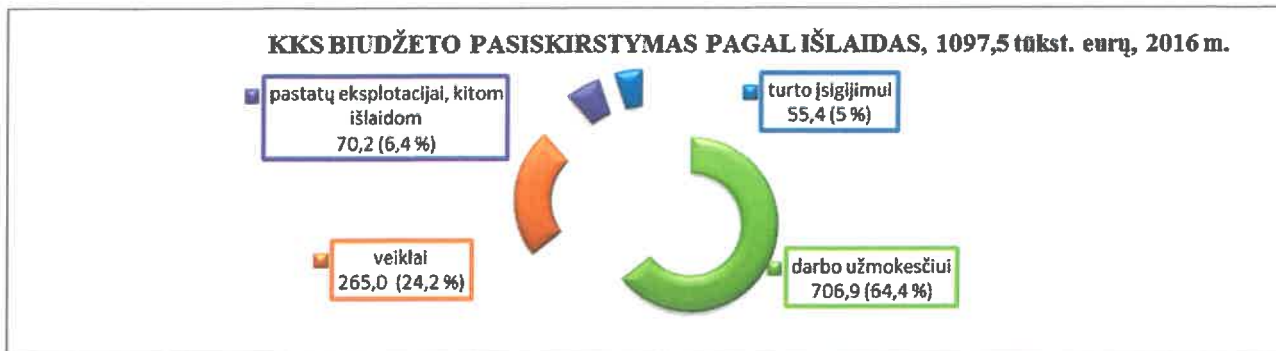 KKS BIUDŽETO PASISKIRSTYMAS PAGAL IŠLAIDAS, 1097,5 tūkst. eurų, 2016 m.
pastatų eksplotacijai, kitom
išlaidom
70,2 (6,4 %)
turto įsigijimui
55,4 (5 %)
veiklai
265,0 (24,2 %)
darbo užmokesčiui
706,9 (64,4 %)